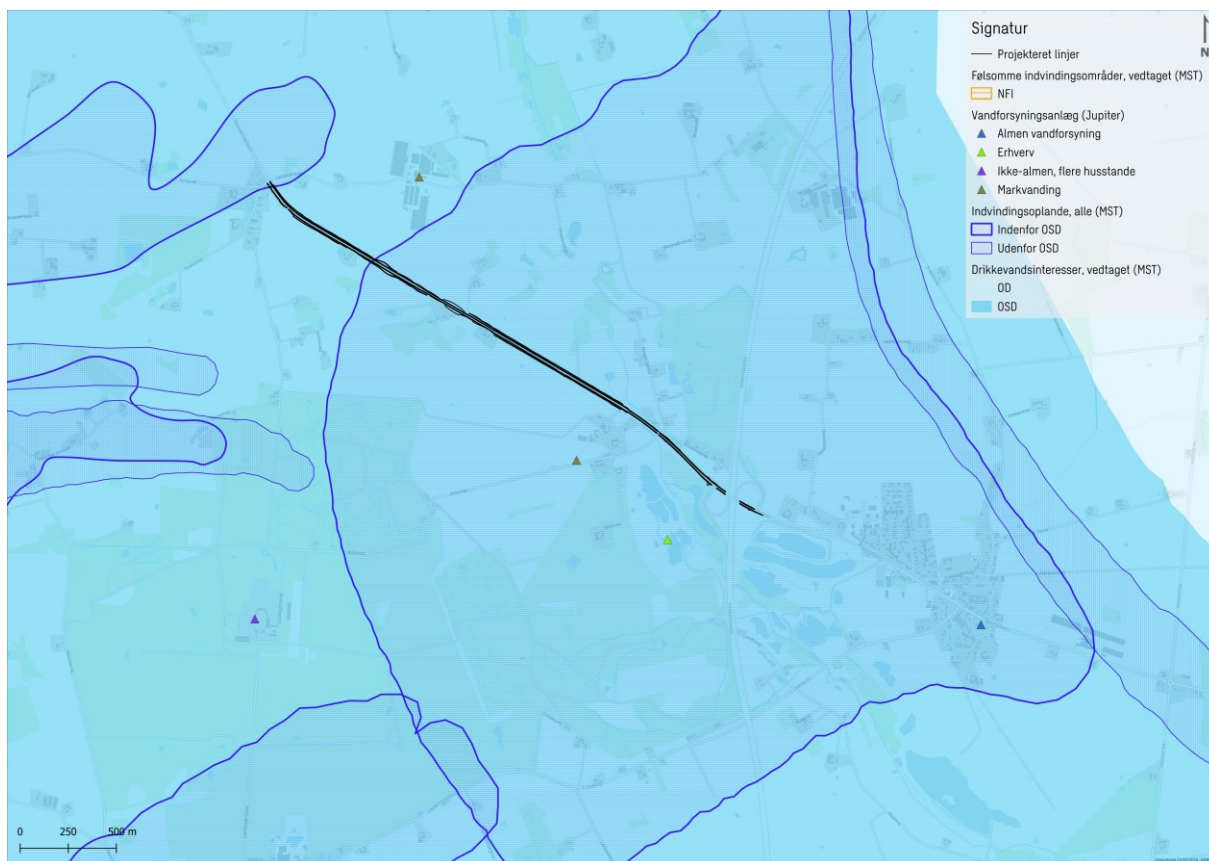 Signatur
N
Projekteret linjer
Følsomme indvindingsområder, vedtaget (MST)
NFI
Vandforsyningsanlæg (Jupiter)
Almen vandforsyning
Erhverv
Ikke-almen, flere husstande
Markvanding
Indvindingsoplande, alle (MST)
Indenfor OSD
Udenfor OSD
Drikkevandsinteresser, vedtaget (MST)
OD
OSD
0 250 500 m